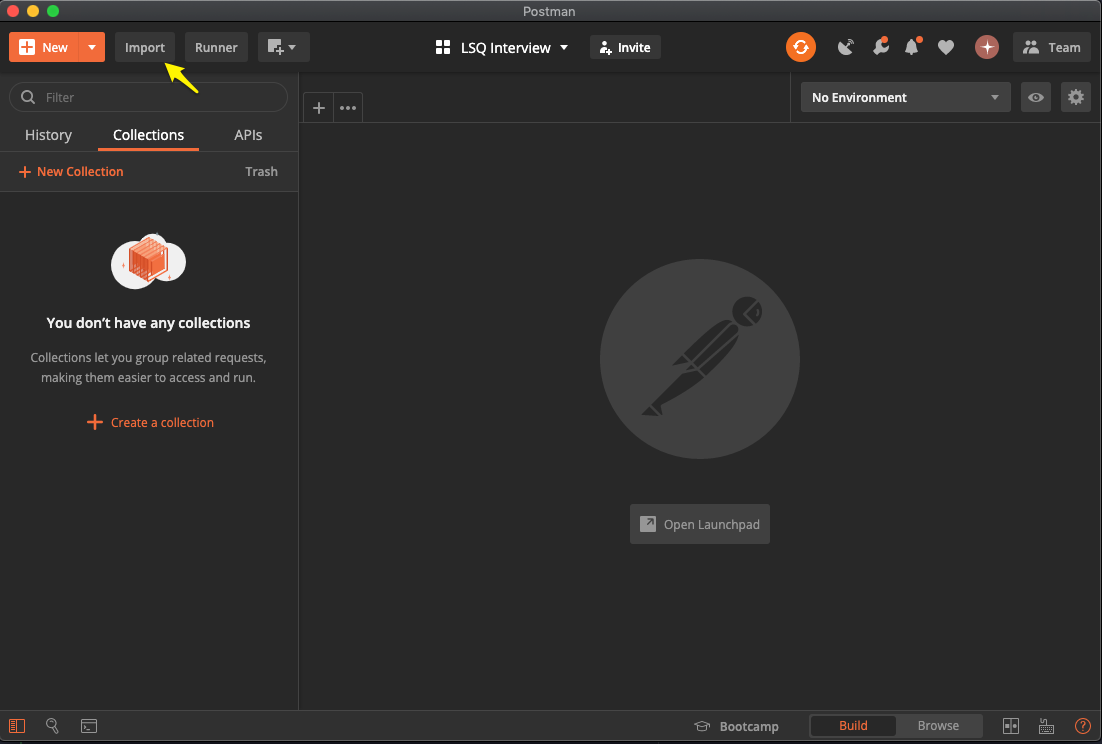 Postman
New
Import
Runner
LSQ Interview
Invite
Team
Filter
No Environment
History
Collections
APIs
New Collection
Trash
You don’t have any collections
Collections let you group related requests,
making them easier to access and run.
Create a collection
Open Launchpad
Bootcamp
Build
Browse
?